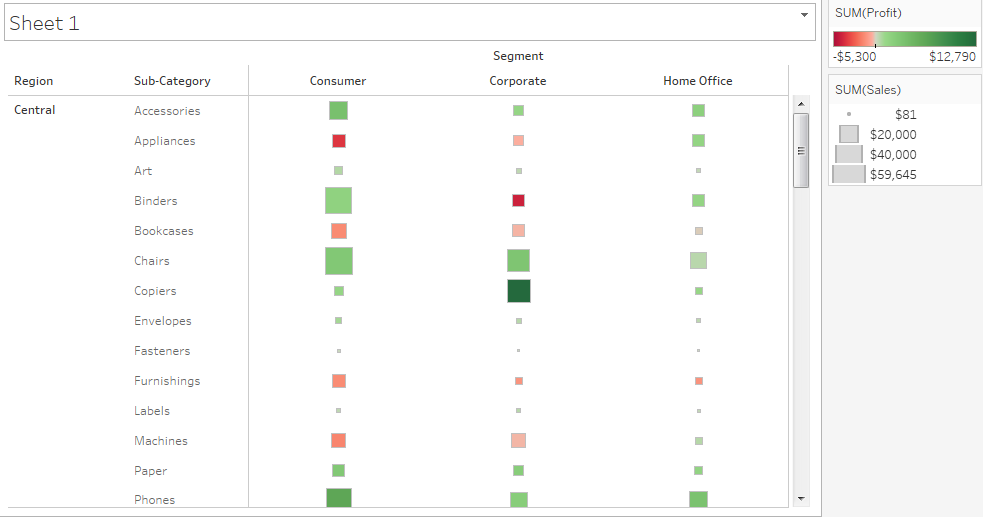 Sheet 1
Segment
Region Sub-Category Consumer Corporate Home Office
Central Accessories
Appliances
Art
Binders
Bookcases
Chairs
Copiers
Envelopes
Fasteners
Furnishings
Labels
Machines
Paper
Phones
SUM(Profit)
-$5,300 $12,790
SUM(Sales)
$81
$20,000
$40,000
$59,645